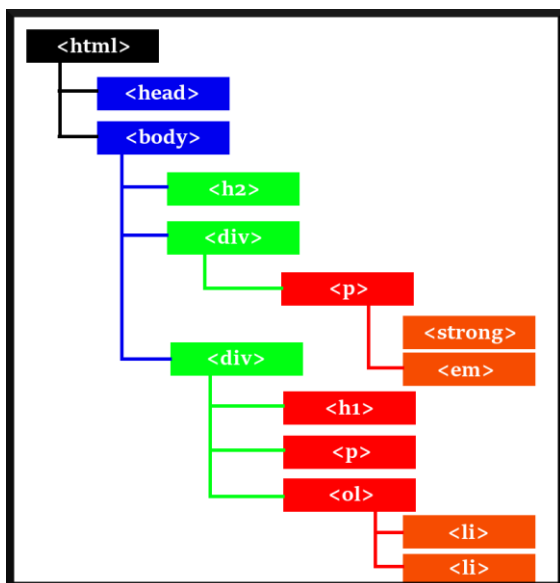 <html>
<head>
<body>
<h2>
<div>
<p>
<strong>
<em>
<div>
<h1>
<p>
<ol>
<li>
<li>